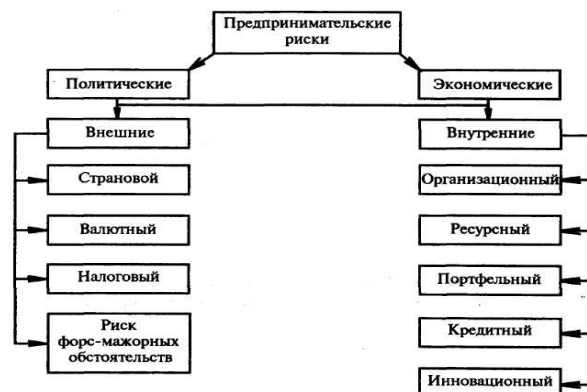 Предпринимательские
риски
Политические
Экономические
Внешние
Внутренние
Страновой
Организационный
Валютный
Ресурсный
Налоговый
Портфельный
Риск
форс-мажорных
обстоятельств
Кредитный
Инновационный